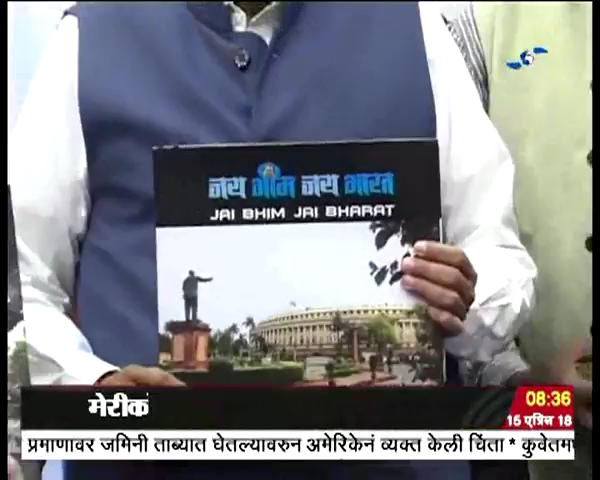 जय भीम जय भारत
JAI BHIM JAI BHARAT
08:36
15 एप्रिल 18
प्रमाणावर जमिनी ताब्यात घेतल्यावरुन अमेरिकेनं व्यक्त केली चिंता * कुवेतमध